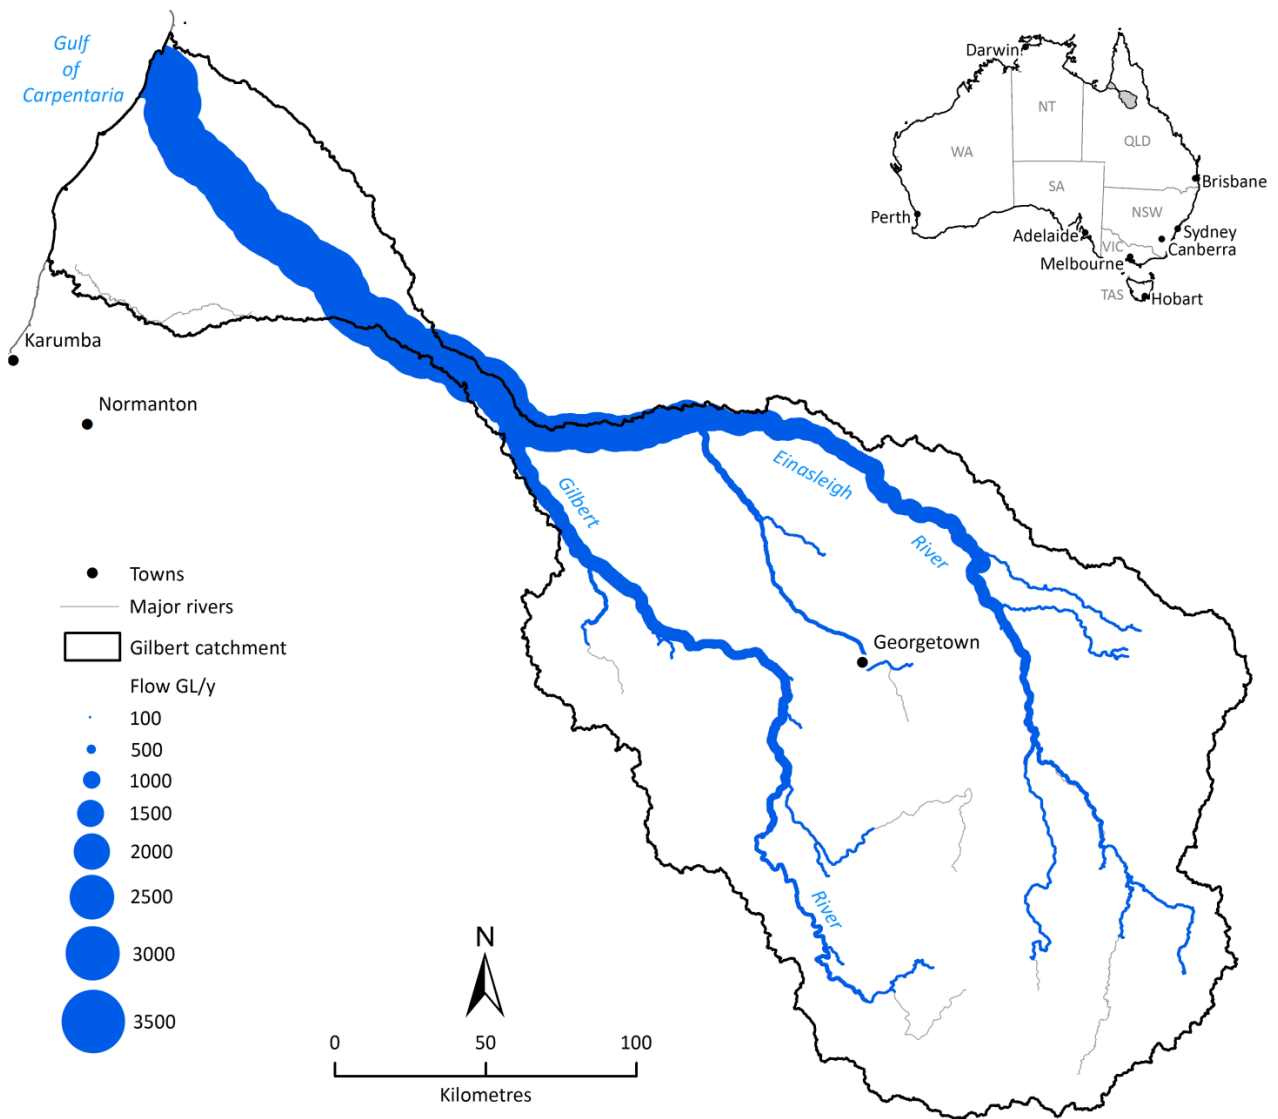 Gulf
of
Carpentaria
Darwin
NT
WA
QLD
SA
Brisbane
NSW
Perth
Adelaide
Sydney
VIC
Canberra
Melbourne
TAS
Hobart
Karumba
Normanton
Einasleigh
Gilbert
River
Georgetown
River
Towns
Major rivers
Gilbert catchment
Flow GL/y
100
500
1000
1500
2000
2500
3000
3500
N
0
50
100
Kilometres